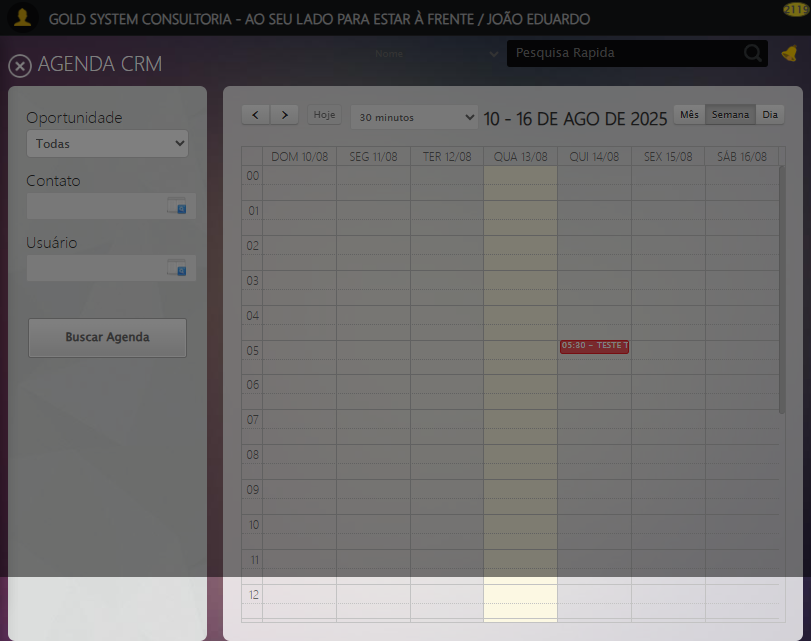 GOLD SYSTEM CONSULTORIA - AO SEU LADO PARA ESTAR À FRENTE / JOÃO EDUARDO
2119
AGENDA CRM
Nome
Pesquisa Rapida
Oportunidade
Todas
Contato
Usuário
Buscar Agenda
Hoje
30 minutos
10 - 16 DE AGO DE 2025
Mês Semana Dia
DOM 10/08 SEG 11/08 TER 12/08 QUA 13/08 QUI 14/08 SEX 15/08 SÁB 16/08
00
01
02
03
04
05
05:30 - TESTE T
06
07
08
09
10
11
12